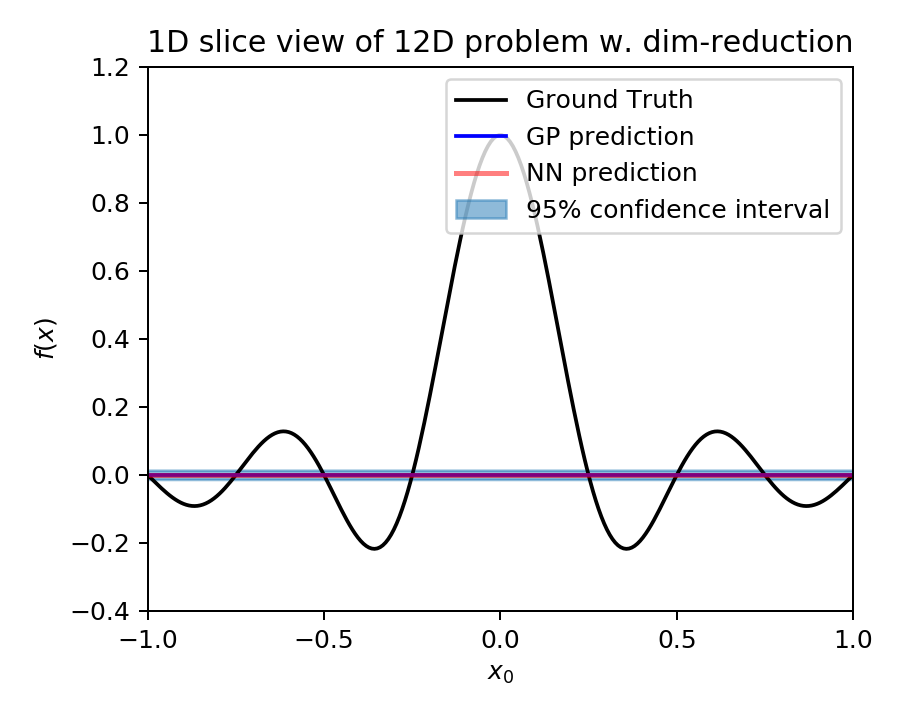 1D slice view of 12D problem w. dim-reduction
1.2
1.0
0.8
0.6
0.4
0.2
0.0
−0.2
−0.4
f(x)
Ground Truth
GP prediction
NN prediction
95% confidence interval
−1.0 −0.5 0.0 0.5 1.0
x₀